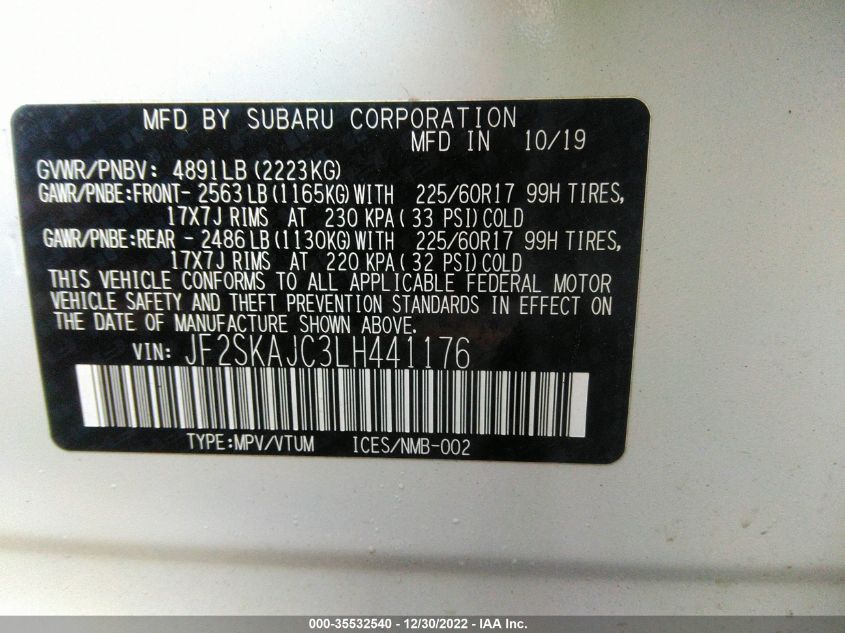 MFD BY SUBARU CORPORATION
MFD IN 10/19
GVWR/PNBV: 4891LB (2223KG)
GAWR/PNBE:FRONT- 2563 LB (1165KG) WITH 225/60R17 99H TIRES,
17X7J RIMS AT 230 KPA ( 33 PSI) COLD
GAWR/PNBE:REAR - 2486 LB (1130KG) WITH 225/60R17 99H TIRES,
17X7J RIMS AT 220 KPA ( 32 PSI) COLD
THIS VEHICLE CONFORMS TO ALL APPLICABLE FEDERAL MOTOR
VEHICLE SAFETY AND THEFT PREVENTION STANDARDS IN EFFECT ON
THE DATE OF MANUFACTURE SHOWN ABOVE.
VIN: JF2SKAJC3LH441176
TYPE:MPV/VTUM ICES/NMB-002
000-35532540 - 12/30/2022 - IAA Inc.